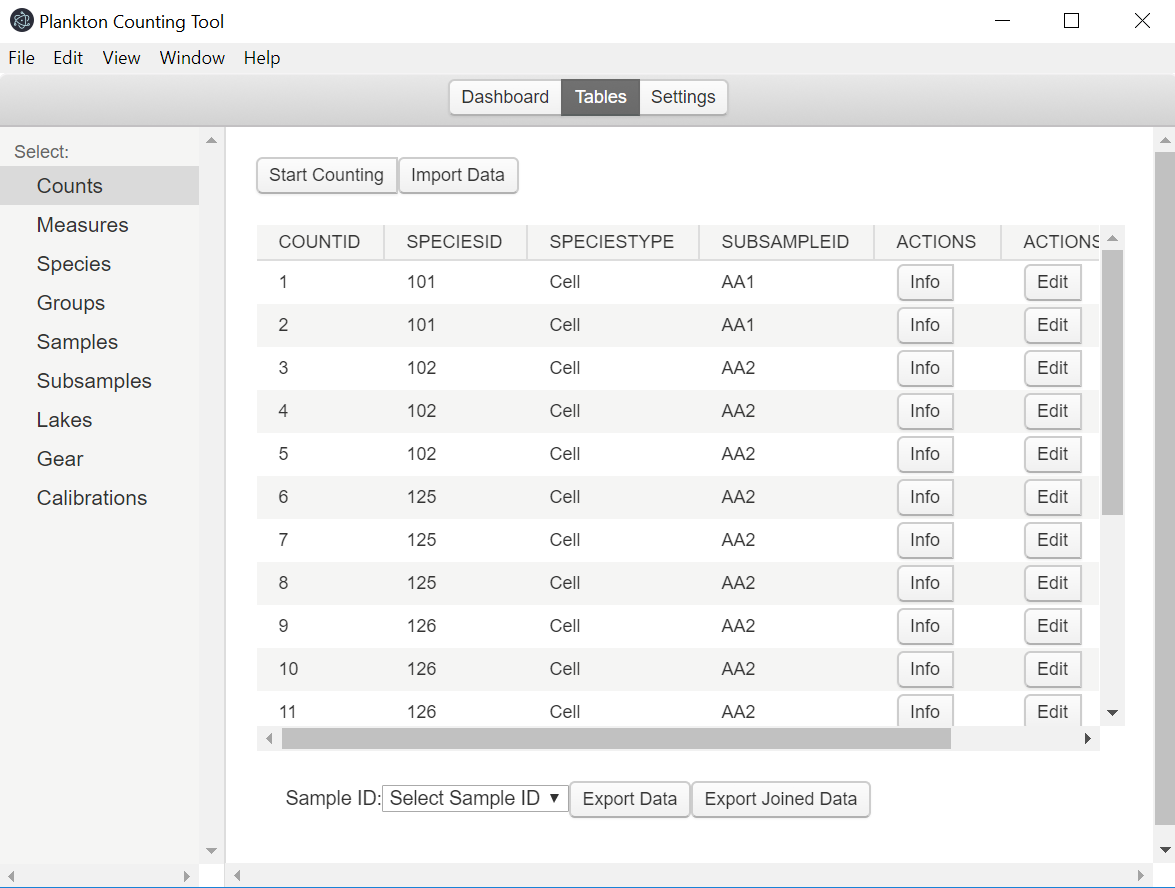 Plankton Counting Tool
File Edit View Window Help
Dashboard Tables Settings
Select:
Counts
Measures
Species
Groups
Samples
Subsamples
Lakes
Gear
Calibrations
Start Counting Import Data
COUNTID SPECIESID SPECIESTYPE SUBSAMPLEID ACTIONS ACTIONS
1 101 Cell AA1 Info Edit
2 101 Cell AA1 Info Edit
3 102 Cell AA2 Info Edit
4 102 Cell AA2 Info Edit
5 102 Cell AA2 Info Edit
6 125 Cell AA2 Info Edit
7 125 Cell AA2 Info Edit
8 125 Cell AA2 Info Edit
9 126 Cell AA2 Info Edit
10 126 Cell AA2 Info Edit
11 126 Cell AA2 Info Edit
Sample ID: Select Sample ID Export Data Export Joined Data